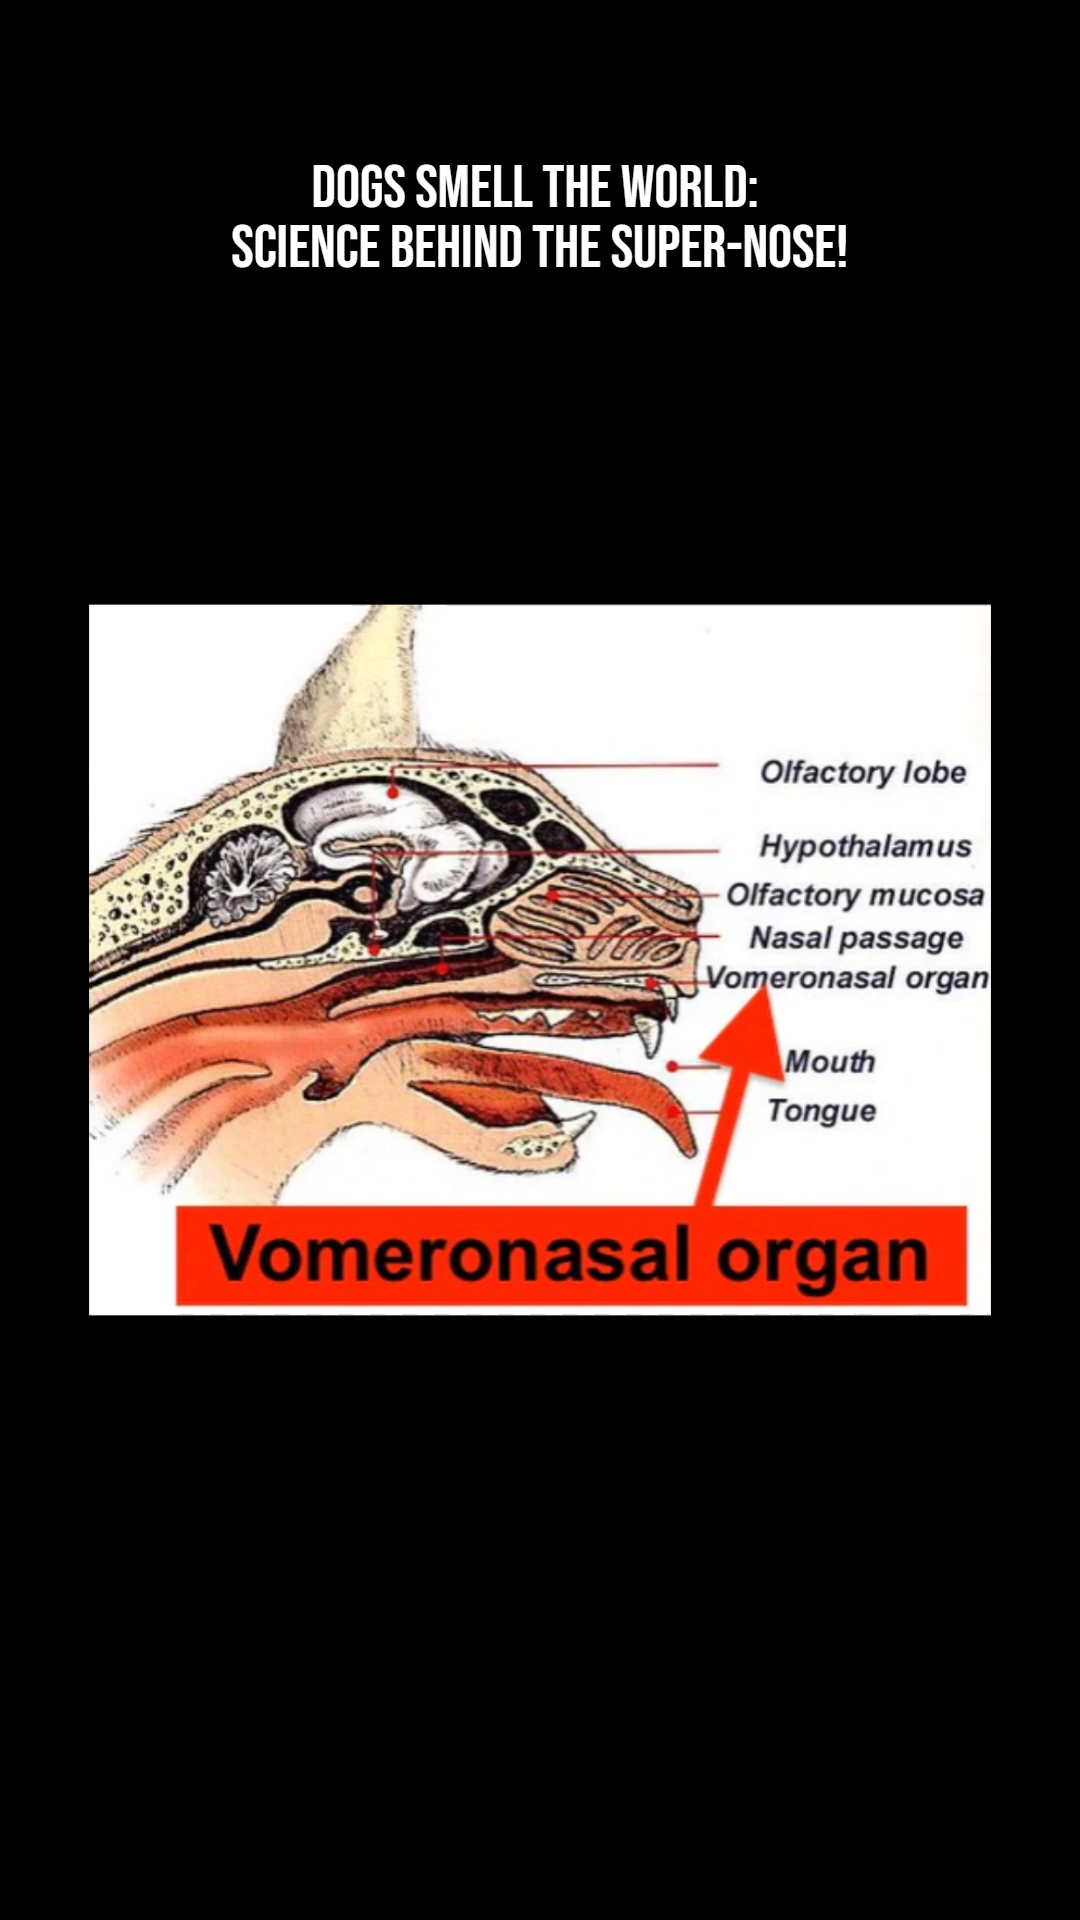 DOGS SMELL THE WORLD:
SCIENCE BEHIND THE SUPER-NOSE!
Olfactory lobe
Hypothalamus
Olfactory mucosa
Nasal passage
Vomeronasal organ
Mouth
Tongue
Vomeronasal organ